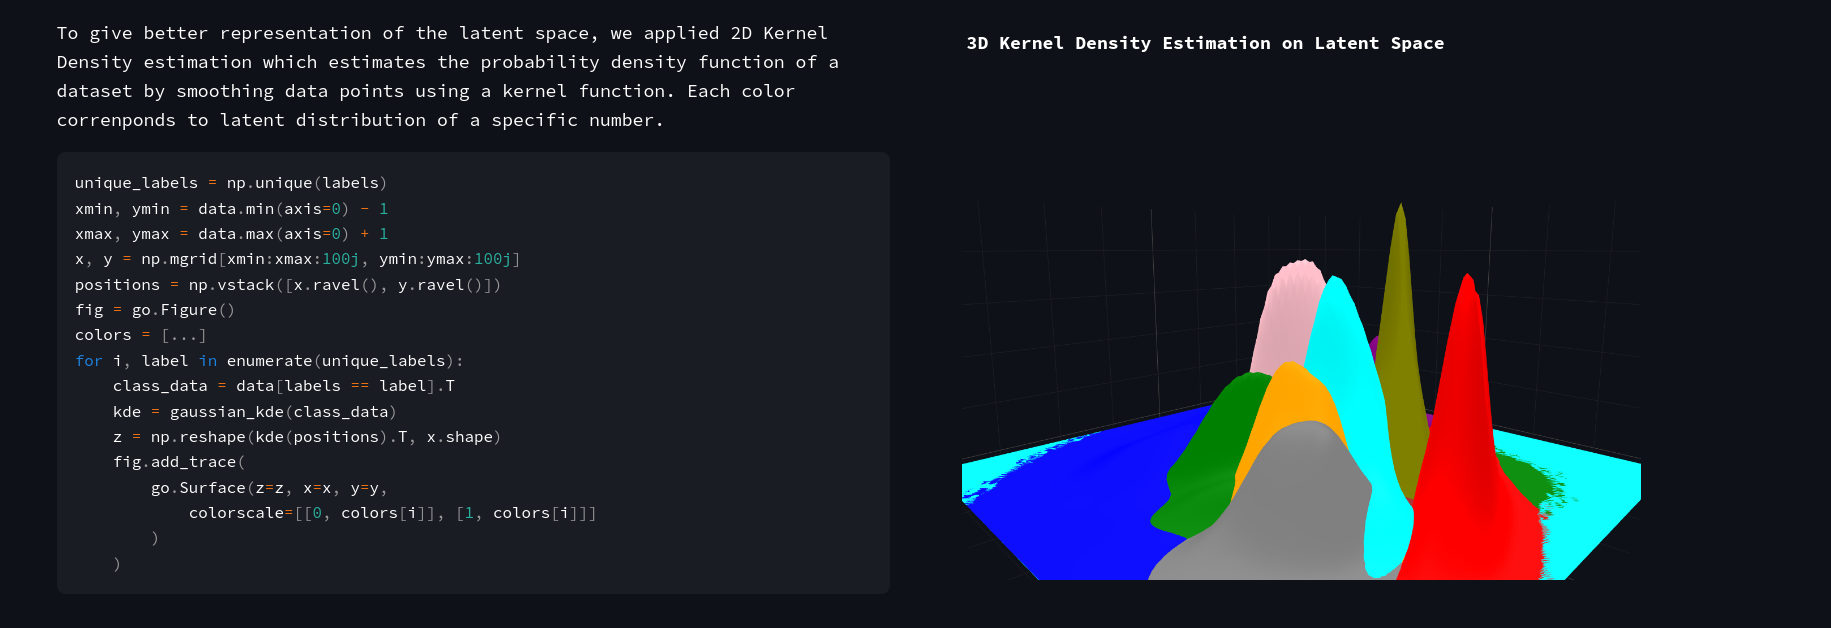 To give better representation of the latent space, we applied 2D Kernel
Density estimation which estimates the probability density function of a
dataset by smoothing data points using a kernel function. Each color
correnponds to latent distribution of a specific number.
unique_labels = np.unique(labels)
xmin, ymin = data.min(axis=0) - 1
xmax, ymax = data.max(axis=0) + 1
x, y = np.mgrid[xmin:xmax:100j, ymin:ymax:100j]
positions = np.vstack([x.ravel(), y.ravel()])
fig = go.Figure()
colors = [...]
for i, label in enumerate(unique_labels):
    class_data = data[labels == label].T
    kde = gaussian_kde(class_data)
    z = np.reshape(kde(positions).T, x.shape)
    fig.add_trace(
        go.Surface(z=z, x=x, y=y,
            colorscale=[[0, colors[i]], [1, colors[i]]]
        )
    )
3D Kernel Density Estimation on Latent Space